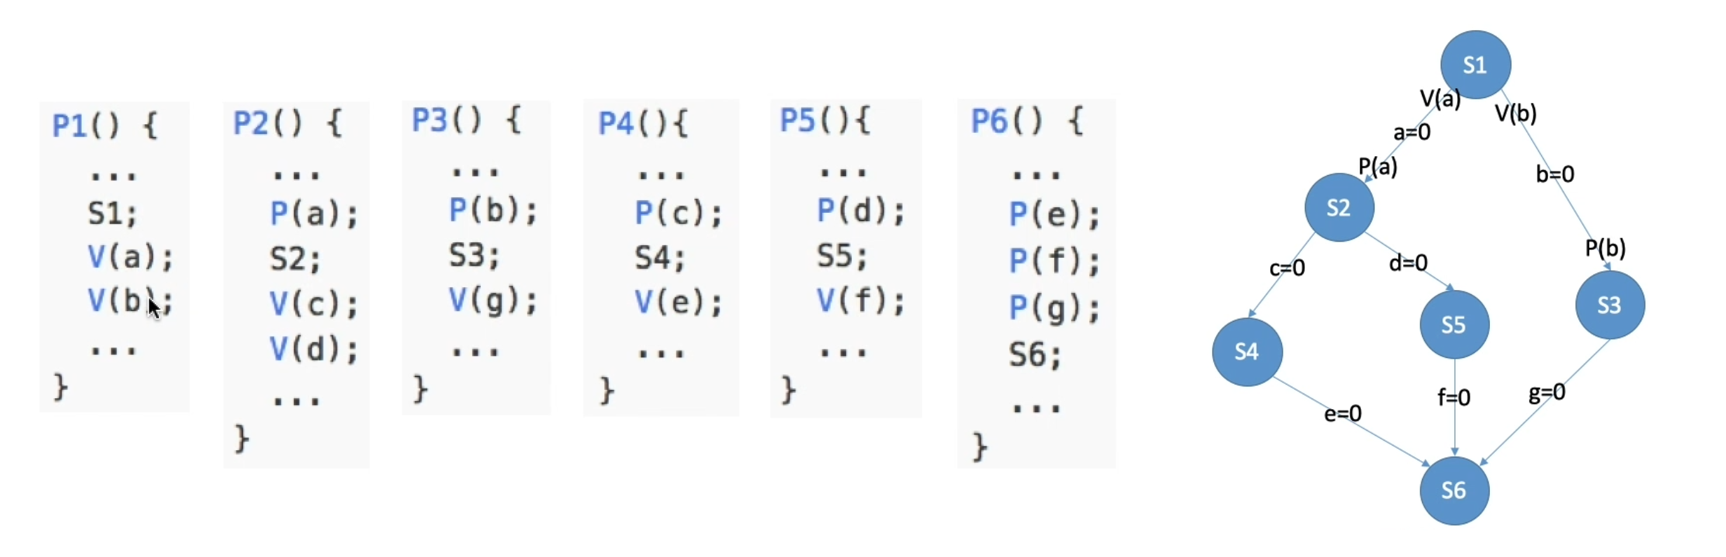 P1() {
...
S1;
V(a);
V(b);
...
}
P2() {
...
P(a);
S2;
V(c);
V(d);
...
}
P3() {
...
P(b);
S3;
V(g);
...
}
P4(){
...
P(c);
S4;
V(e);
...
}
P5(){
...
P(d);
S5;
V(f);
...
}
P6() {
...
P(e);
P(f);
P(g);
S6;
...
}
S1
V(a)
V(b)
a=0
P(a)
b=0
S2
P(b)
c=0
d=0
S3
S5
S4
f=0
g=0
e=0
S6